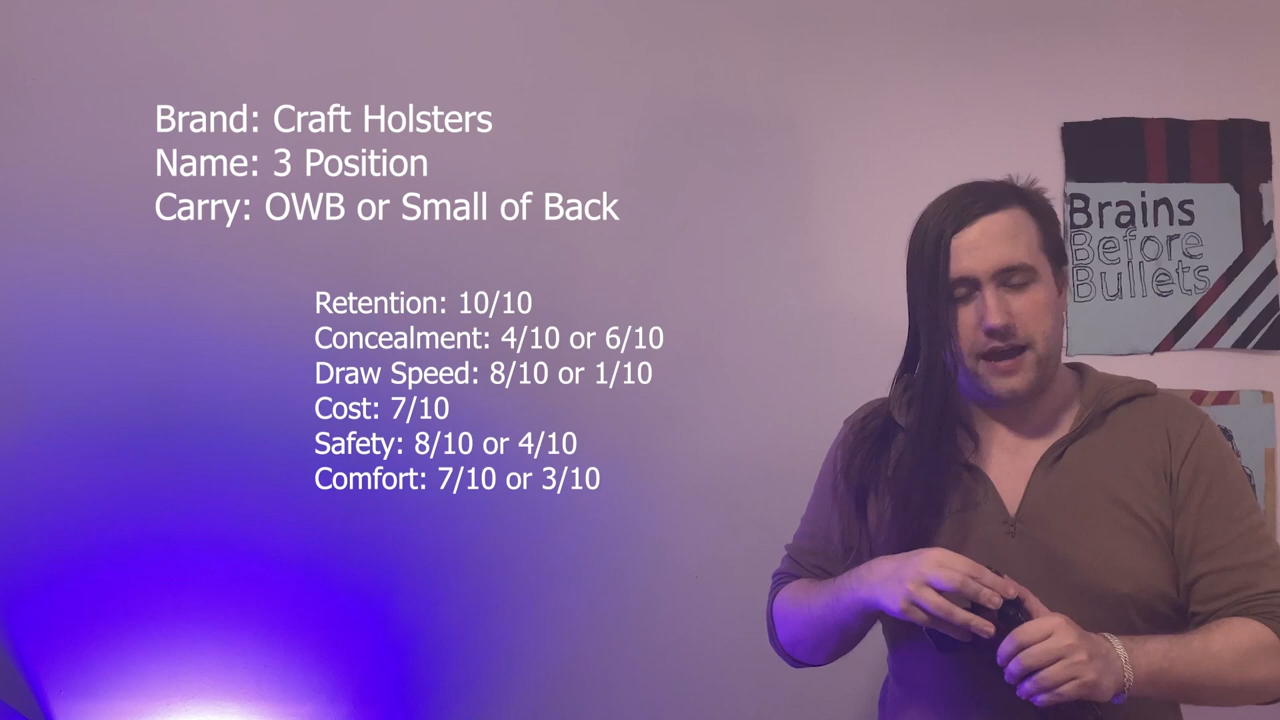 Brand: Craft Holsters
Name: 3 Position
Carry: OWB or Small of Back
Retention: 10/10
Concealment: 4/10 or 6/10
Draw Speed: 8/10 or 1/10
Cost: 7/10
Safety: 8/10 or 4/10
Comfort: 7/10 or 3/10
Brains
Before
Bullets